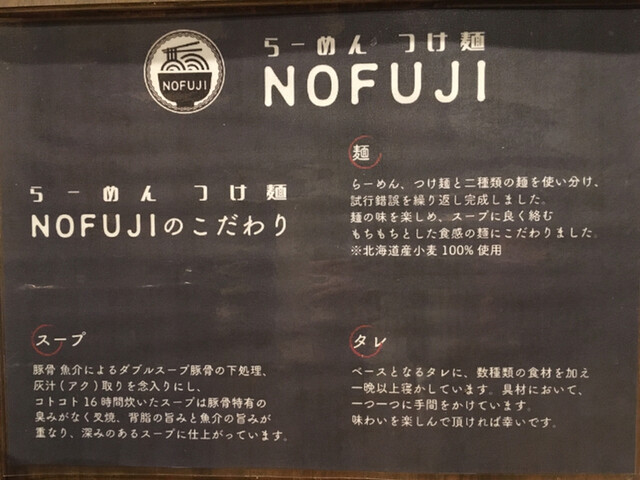 らーめん つけ麺
NOFUJI
NOFUJI
麺
らーめん、つけ麺と二種類の麺を使い分け、
試行錯誤を繰り返し完成しました。
麺の味を楽しめ、スープに良く絡む
もちもちとした食感の麺にこだわりました。
※北海道産小麦100%使用
らーめん つけ麺
NOFUJIのこだわり
スープ
豚骨 魚介によるダブルスープ豚骨の下処理、
灰汁(アク)取りを念入りにし、
コトコト16時間炊いたスープは豚骨特有の
臭みがなく叉焼、背脂の旨みと魚介の旨みが
重なり、深みのあるスープに仕上がっています。
タレ
ベースとなるタレに、数種類の食材を加え
一晩以上寝かしています。具材において、
一つ一つに手間をかけています。
味わいを楽しんで頂ければ幸いです。